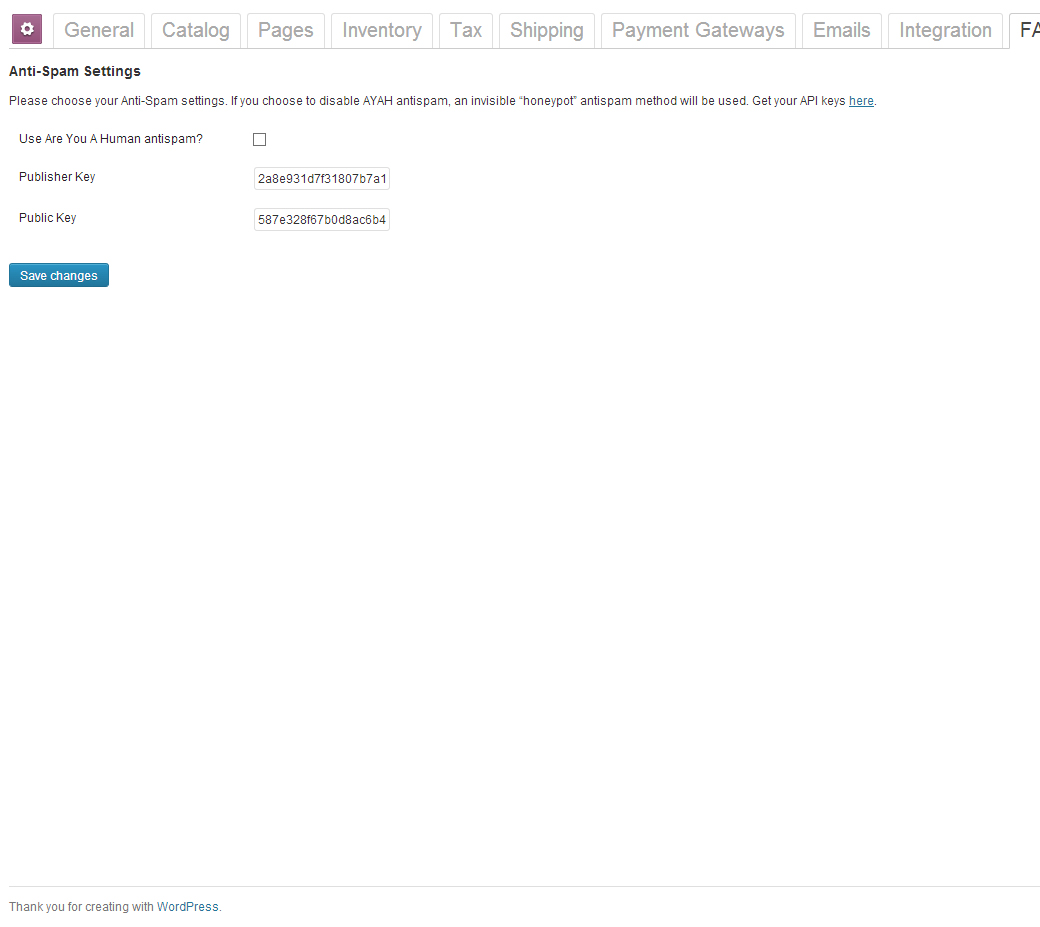 General Catalog Pages Inventory Tax Shipping Payment Gateways Emails Integration FA
Anti-Spam Settings
Please choose your Anti-Spam settings. If you choose to disable AYAH antispam, an invisible “honeypot” antispam method will be used. Get your API keys here.
Use Are You A Human antispam?
Publisher Key 2a8e931d7f31807b7a1
Public Key 587e328f67b0d8ac6b4
Save changes
Thank you for creating with WordPress.